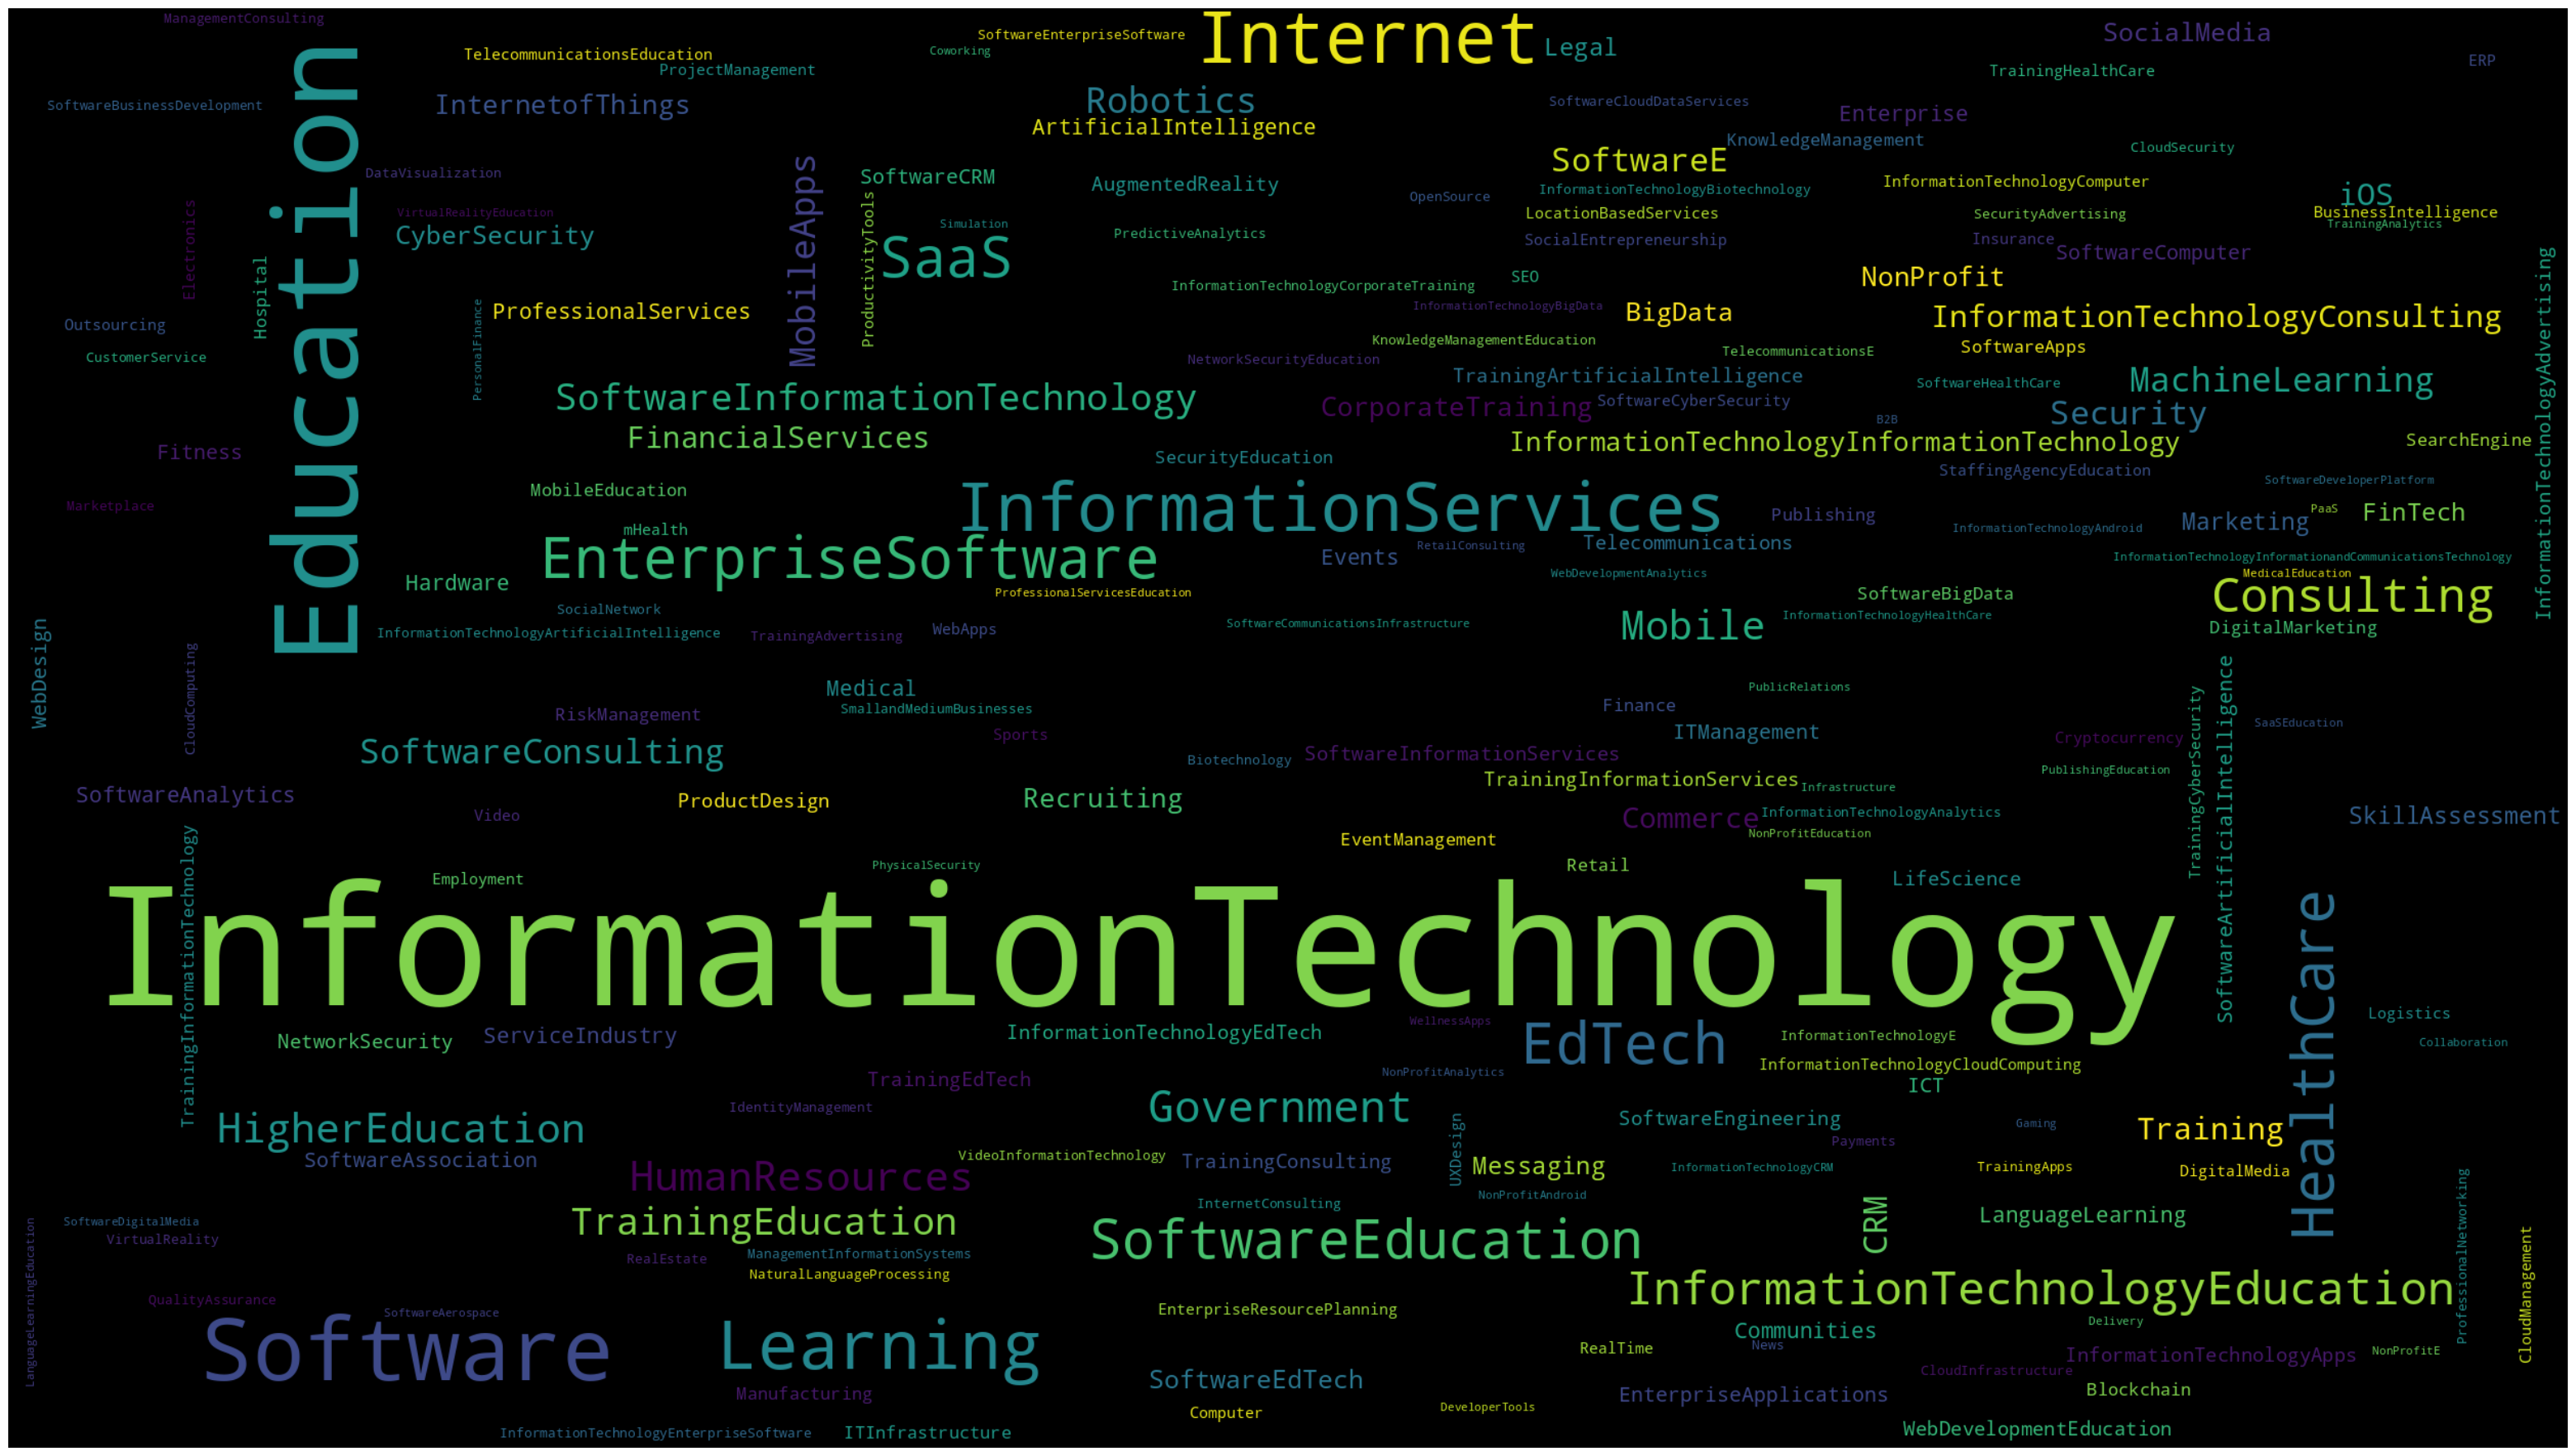 ManagementConsulting
Internet
SoftwareEnterpriseSoftware
Coworking
Legal
SocialMedia
ERP
TelecommunicationsEducation
ProjectManagement
TrainingHealthCare
Education
SoftwareBusinessDevelopment
InternetofThings
Robotics
SoftwareCloudDataServices
Enterprise
ArtificialIntelligence
KnowledgeManagement
CloudSecurity
SoftwareE
DataVisualization
MobileApps
SoftwareCRM
AugmentedReality
InformationTechnologyBiotechnology
InformationTechnologyComputer
iOS
OpenSource
Electronics
VirtualRealityEducation
ProductivityTools
Simulation
LocationBasedServices
SecurityAdvertising
BusinessIntelligence
TrainingAnalytics
CyberSecurity
SaaS
PredictiveAnalytics
SocialEntrepreneurship
Insurance
SoftwareComputer
Hospital
InformationTechnologyCorporateTraining
SEO
NonProfit
InformationTechnologyAdvertising
PersonalFinance
ProfessionalServices
InformationTechnologyBigData
BigData
InformationTechnologyConsulting
Outsourcing
CustomerService
KnowledgeManagementEducation
NetworkSecurityEducation
TelecommunicationsE
SoftwareApps
TrainingArtificialIntelligence
SoftwareHealthCare
MachineLearning
SoftwareInformationTechnology
CorporateTraining
SoftwareCyberSecurity
B2B
Security
FinancialServices
InformationTechnologyInformationTechnology
SearchEngine
Fitness
SecurityEducation
StaffingAgencyEducation
SoftwareDeveloperPlatform
MobileEducation
InformationServices
Marketplace
Publishing
PaaS
FinTech
Marketing
InformationTechnologyAndroid
mHealth
EnterpriseSoftware
RetailConsulting
Telecommunications
Events
InformationTechnologyInformationandCommunicationsTechnology
WebDevelopmentAnalytics
MedicalEducation
Hardware
ProfessionalServicesEducation
SoftwareBigData
Consulting
SocialNetwork
InformationTechnologyHealthCare
Mobile
WebDesign
InformationTechnologyArtificialIntelligence
TrainingAdvertising
WebApps
SoftwareCommunicationsInfrastructure
DigitalMarketing
CloudComputing
Medical
PublicRelations
TrainingCyberSecurity
SoftwareArtificialIntelligence
SmallandMediumBusinesses
Finance
RiskManagement
SaaSEducation
Sports
ITManagement
Cryptocurrency
SoftwareConsulting
Biotechnology
SoftwareInformationServices
PublishingEducation
TrainingInformationServices
Infrastructure
SoftwareAnalytics
ProductDesign
Recruiting
Video
Commerce
InformationTechnologyAnalytics
SkillAssessment
NonProfitEducation
EventManagement
TrainingInformationTechnology
PhysicalSecurity
Retail
Employment
LifeScience
InformationTechnology
HealthCare
Logistics
NetworkSecurity
ServiceIndustry
InformationTechnologyEdTech
WellnessApps
EdTech
InformationTechnologyE
Collaboration
InformationTechnologyCloudComputing
TrainingEdTech
NonProfitAnalytics
ICT
IdentityManagement
Government
HigherEducation
SoftwareEngineering
Gaming
Training
Payments
UXDesign
SoftwareAssociation
VideoInformationTechnology
TrainingConsulting
Messaging
InformationTechnologyCRM
TrainingApps
DigitalMedia
HumanResources
NonProfitAndroid
InternetConsulting
CRM
LanguageLearning
ProfessionalNetworking
SoftwareDigitalMedia
TrainingEducation
VirtualReality
SoftwareEducation
LanguageLearningEducation
RealEstate
ManagementInformationSystems
NaturalLanguageProcessing
InformationTechnologyEducation
CloudManagement
QualityAssurance
SoftwareAerospace
EnterpriseResourcePlanning
Delivery
Software
Learning
Communities
RealTime
News
InformationTechnologyApps
NonProfitE
CloudInfrastructure
SoftwareEdTech
Manufacturing
EnterpriseApplications
Blockchain
Computer
DeveloperTools
InformationTechnologyEnterpriseSoftware
ITInfrastructure
WebDevelopmentEducation